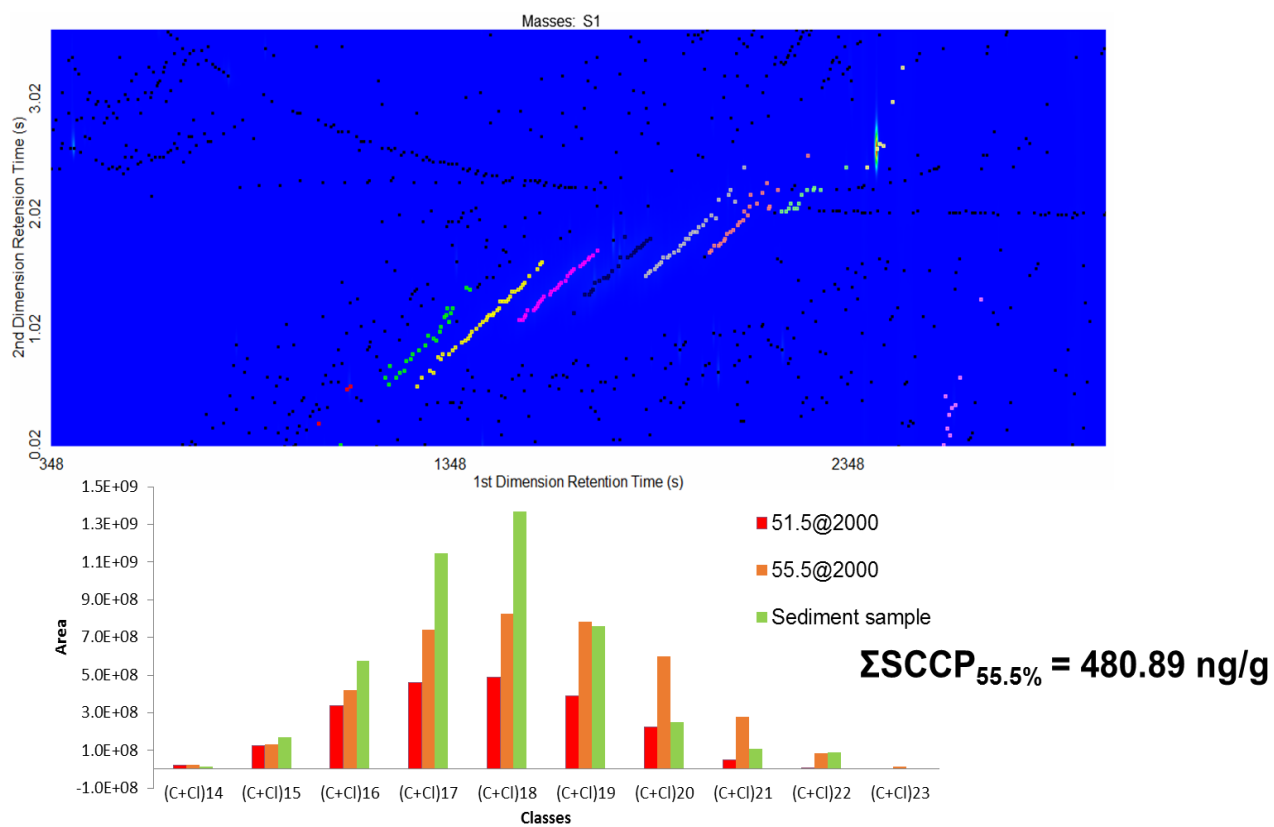 Masses: S1
2nd Dimension Retention Time (s)
3.02
2.02
1.02
0.02
348
1348
2348
1st Dimension Retention Time (s)
1.5E+09
1.3E+09
1.1E+09
9.0E+08
7.0E+08
5.0E+08
3.0E+08
1.0E+08
-1.0E+08
Area
(C+Cl)14
(C+Cl)15
(C+Cl)16
(C+Cl)17
(C+Cl)18
(C+Cl)19
(C+Cl)20
(C+Cl)21
(C+Cl)22
(C+Cl)23
Classes
51.5@2000
55.5@2000
Sediment sample
ΣSCCP55.5% = 480.89 ng/g